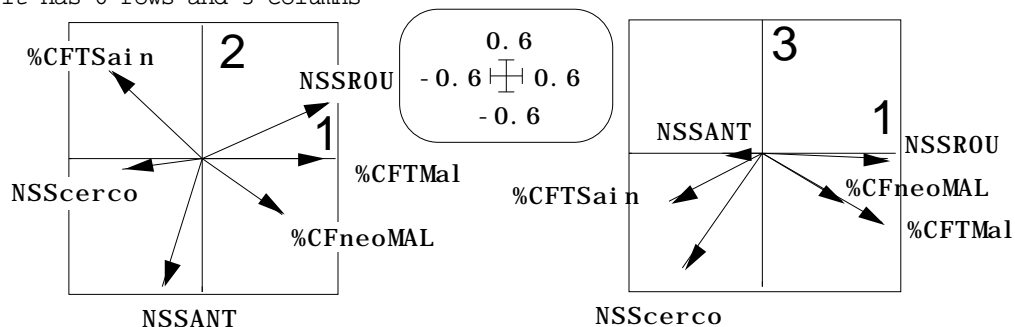 it has 6 rows and 3 columns
%CFTSain
2
NSSROU
1
%CFTMal
NSScerco
%CFneoMAL
NSSANT
0.6
-0.6 0.6
-0.6
3
1
NSSANT
NSSROU
%CFTSain
%CFneoMAL
%CFTMal
NSScerco